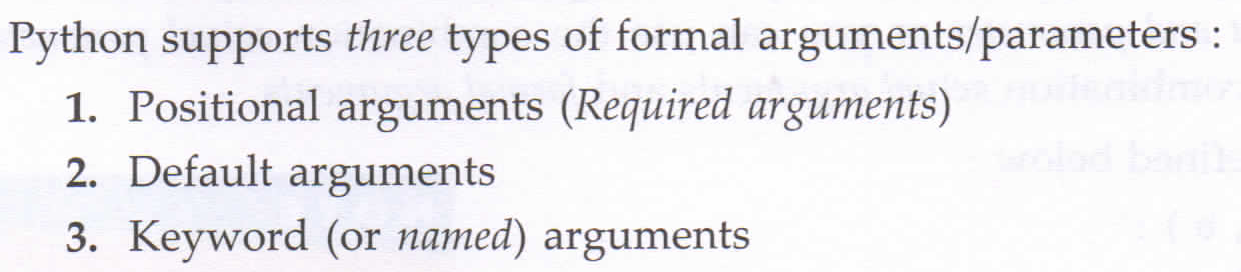 Python supports three types of formal arguments/parameters :
1. Positional arguments (Required arguments)
2. Default arguments
3. Keyword (or named) arguments